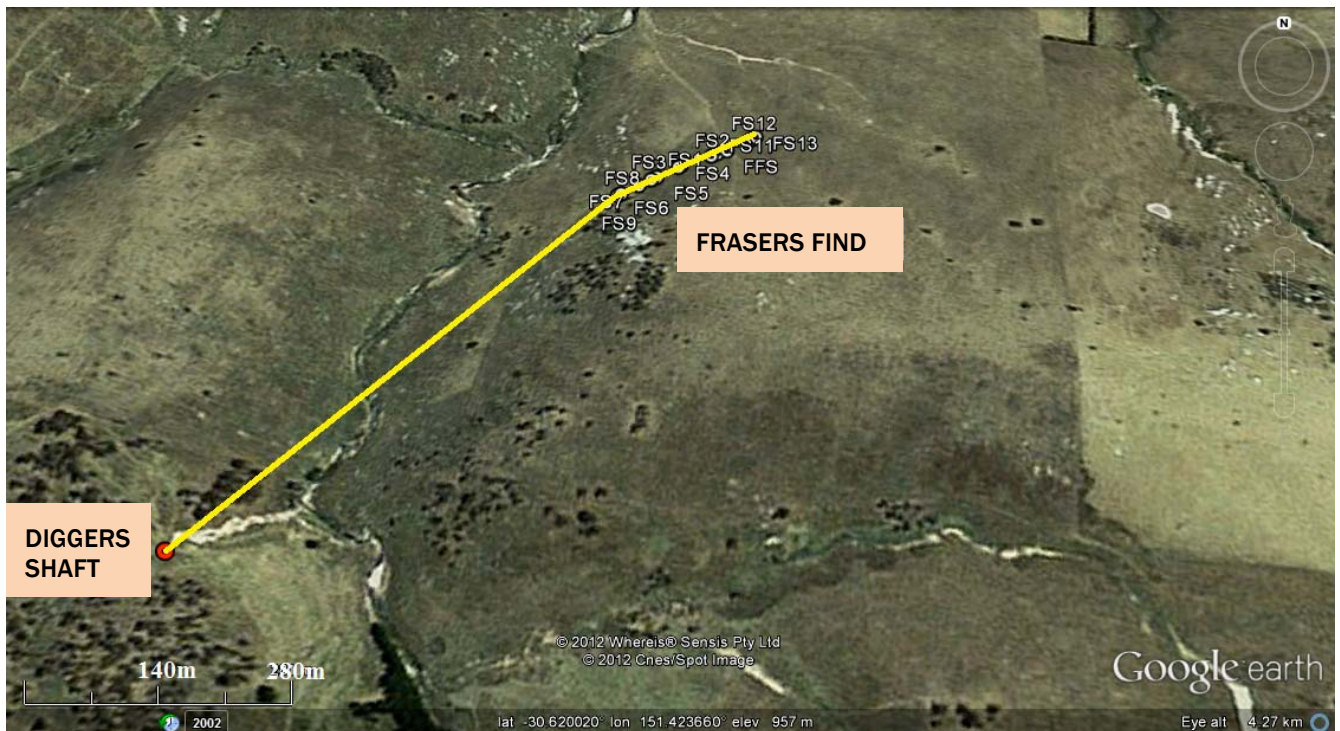 N
FS12
FS2
S11
FS13
FS3
FS4
FFS
FS8
FS5
FS7
FS6
FS9
FRASERS FIND
DIGGERS
SHAFT
© 2012 Whereis® Sensis Pty Ltd
© 2012 Cnes/Spot Image
Google earth
140m
280m
2002
lat -30.620020° lon 151.423660° elev 957 m
Eye alt 4.27 km